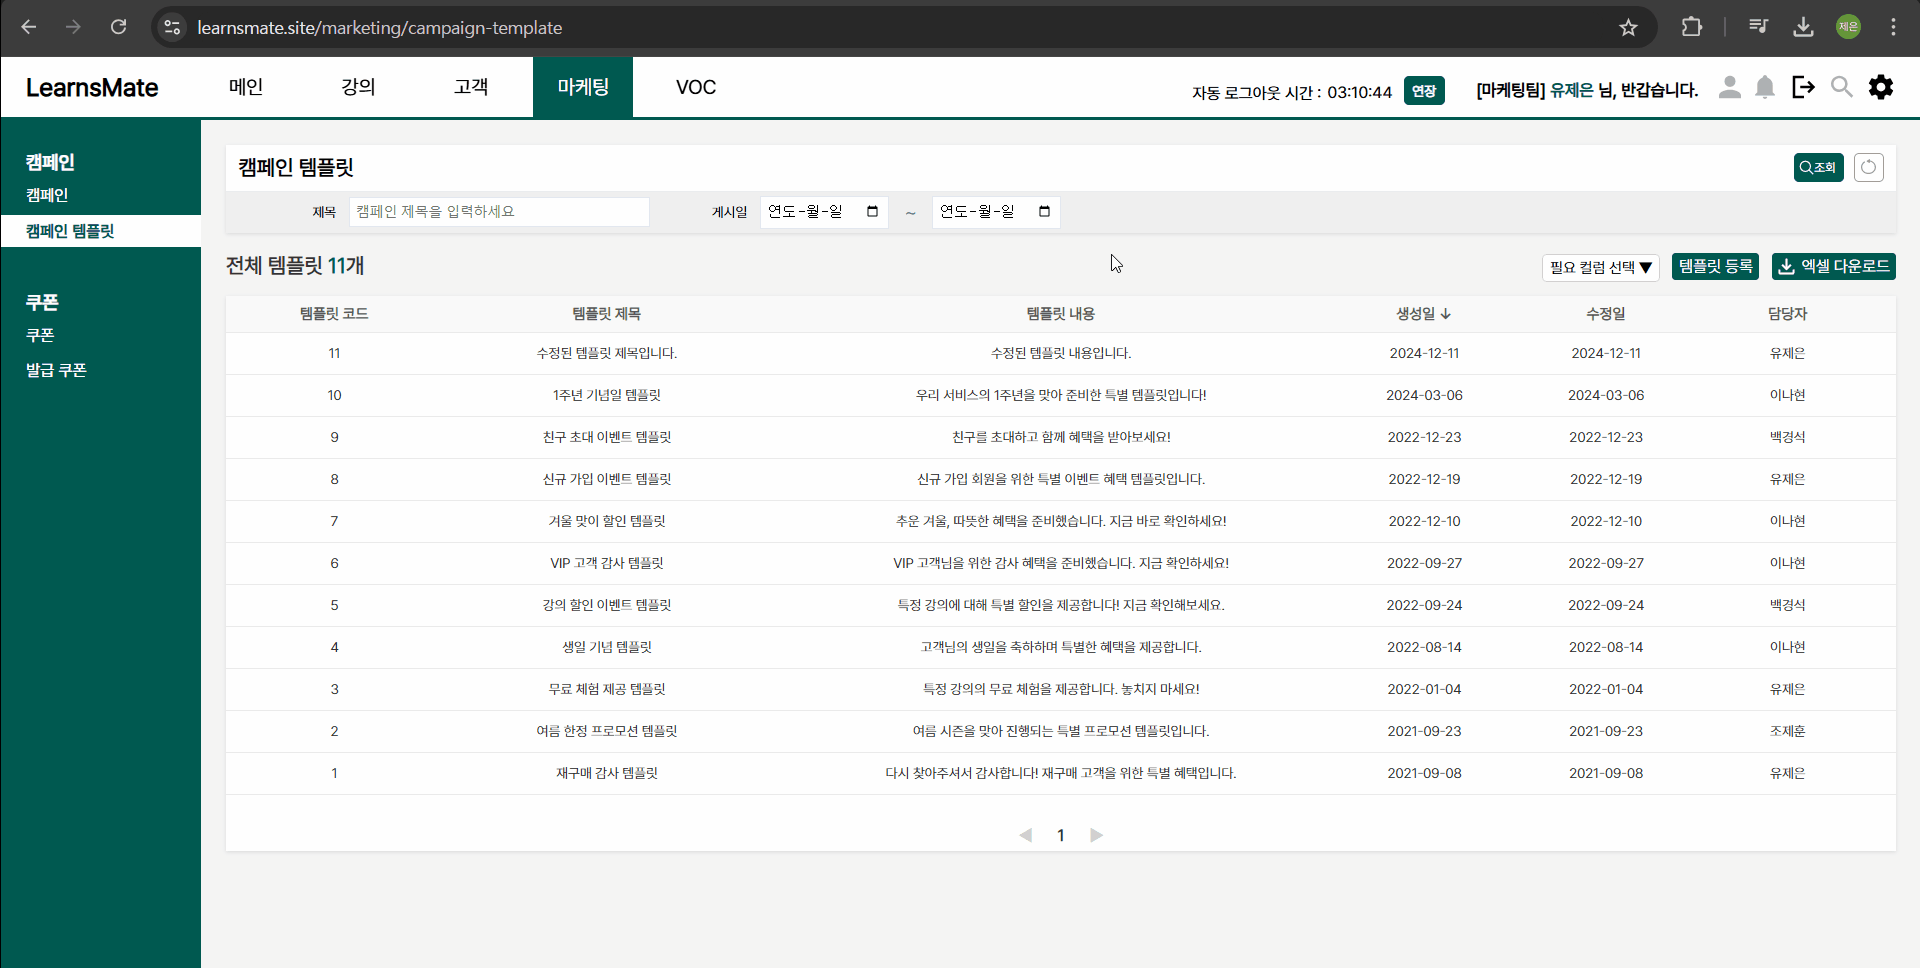 learnsmate.site/marketing/campaign-template
제은
LearnsMate 메인 강의 고객 마케팅 VOC 자동 로그아웃 시간 : 03:10:44 연장 [마케팅팀] 유제은 님, 반갑습니다.
캠페인
캠페인
캠페인 템플릿
쿠폰
쿠폰
발급 쿠폰
캠페인 템플릿 조회
제목 캠페인 제목을 입력하세요 게시일 연도-월-일 ~ 연도-월-일
전체 템플릿 11개 필요 컬럼 선택 ▼ 템플릿 등록 엑셀 다운로드
템플릿 코드 템플릿 제목 템플릿 내용 생성일 ↓ 수정일 담당자
11 수정된 템플릿 제목입니다. 수정된 템플릿 내용입니다. 2024-12-11 2024-12-11 유제은
10 1주년 기념일 템플릿 우리 서비스의 1주년을 맞아 준비한 특별 템플릿입니다! 2024-03-06 2024-03-06 이나현
9 친구 초대 이벤트 템플릿 친구를 초대하고 함께 혜택을 받아보세요! 2022-12-23 2022-12-23 백경석
8 신규 가입 이벤트 템플릿 신규 가입 회원을 위한 특별 이벤트 혜택 템플릿입니다. 2022-12-19 2022-12-19 유제은
7 겨울 맞이 할인 템플릿 추운 겨울, 따뜻한 혜택을 준비했습니다. 지금 바로 확인하세요! 2022-12-10 2022-12-10 이나현
6 VIP 고객 감사 템플릿 VIP 고객님을 위한 감사 혜택을 준비했습니다. 지금 확인하세요! 2022-09-27 2022-09-27 이나현
5 강의 할인 이벤트 템플릿 특정 강의에 대해 특별 할인을 제공합니다! 지금 확인해보세요. 2022-09-24 2022-09-24 백경석
4 생일 기념 템플릿 고객님의 생일을 축하하며 특별한 혜택을 제공합니다. 2022-08-14 2022-08-14 이나현
3 무료 체험 제공 템플릿 특정 강의의 무료 체험을 제공합니다. 놓치지 마세요! 2022-01-04 2022-01-04 유제은
2 여름 한정 프로모션 템플릿 여름 시즌을 맞아 진행되는 특별 프로모션 템플릿입니다. 2021-09-23 2021-09-23 조제훈
1 재구매 감사 템플릿 다시 찾아주셔서 감사합니다! 재구매 고객을 위한 특별 혜택입니다. 2021-09-08 2021-09-08 유제은
◀ 1 ▶